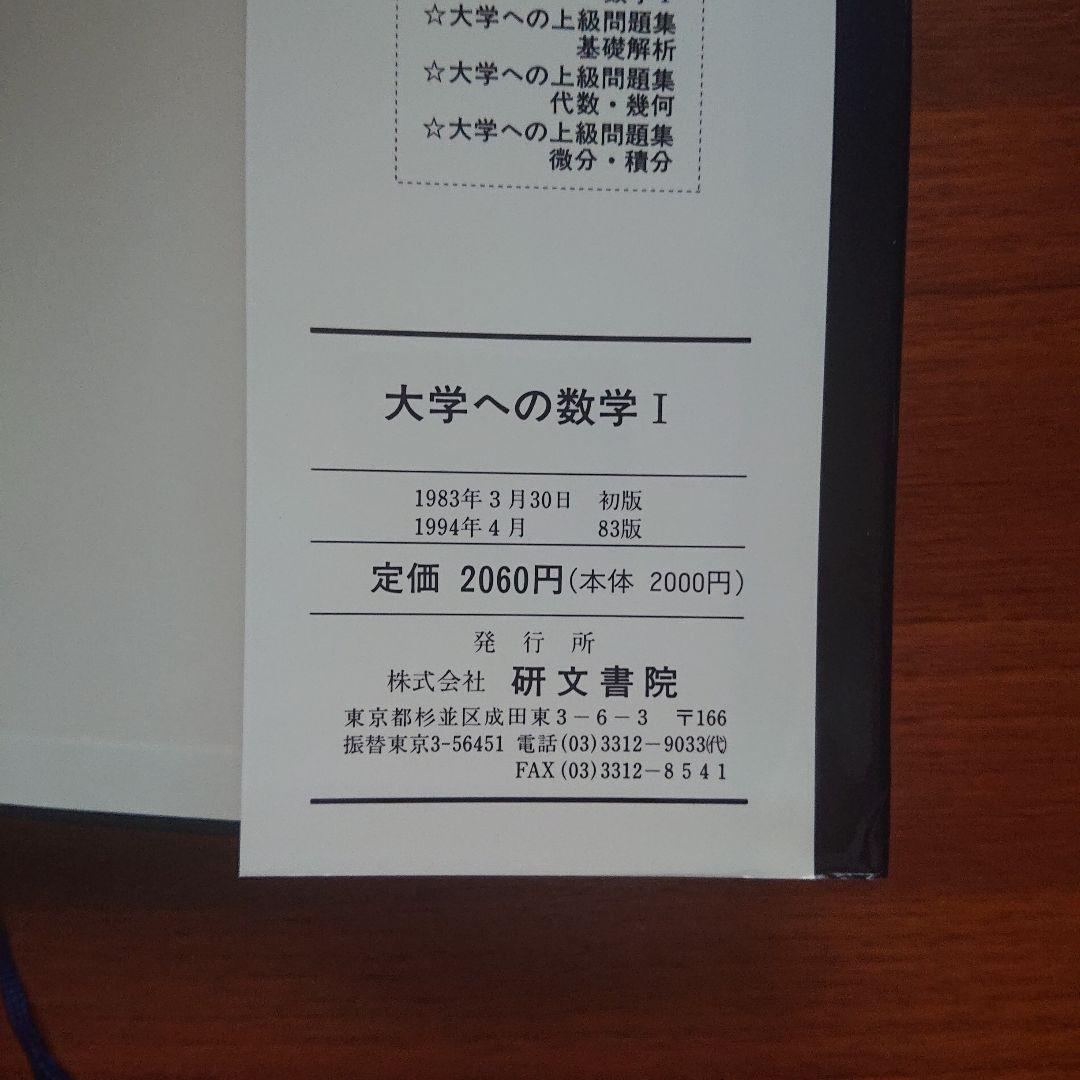 数学I
☆大学への上級問題集
基礎解析
☆大学への上級問題集
代数・幾何
☆大学への上級問題集
微分・積分
大学への数学I
1983年3月30日 初版
1994年4月 83版
定価 2060円(本体 2000円)
発行所
株式会社 研文書院
東京都杉並区成田東3-6-3 〒166
振替東京3-56451 電話(03)3312-9033㈹
FAX(03)3312-8541